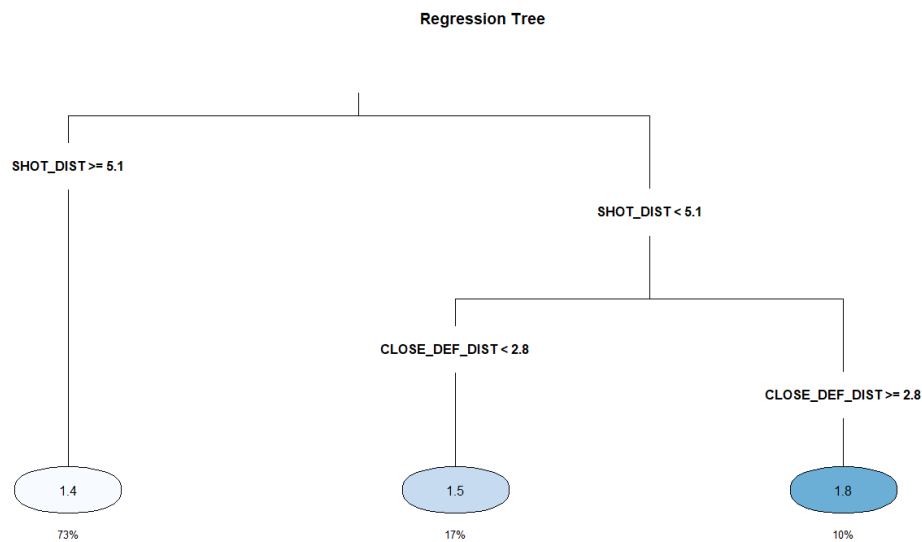 Regression Tree
SHOT_DIST >= 5.1
SHOT_DIST < 5.1
CLOSE_DEF_DIST < 2.8
CLOSE_DEF_DIST >= 2.8
1.4
1.5
1.8
73%
17%
10%